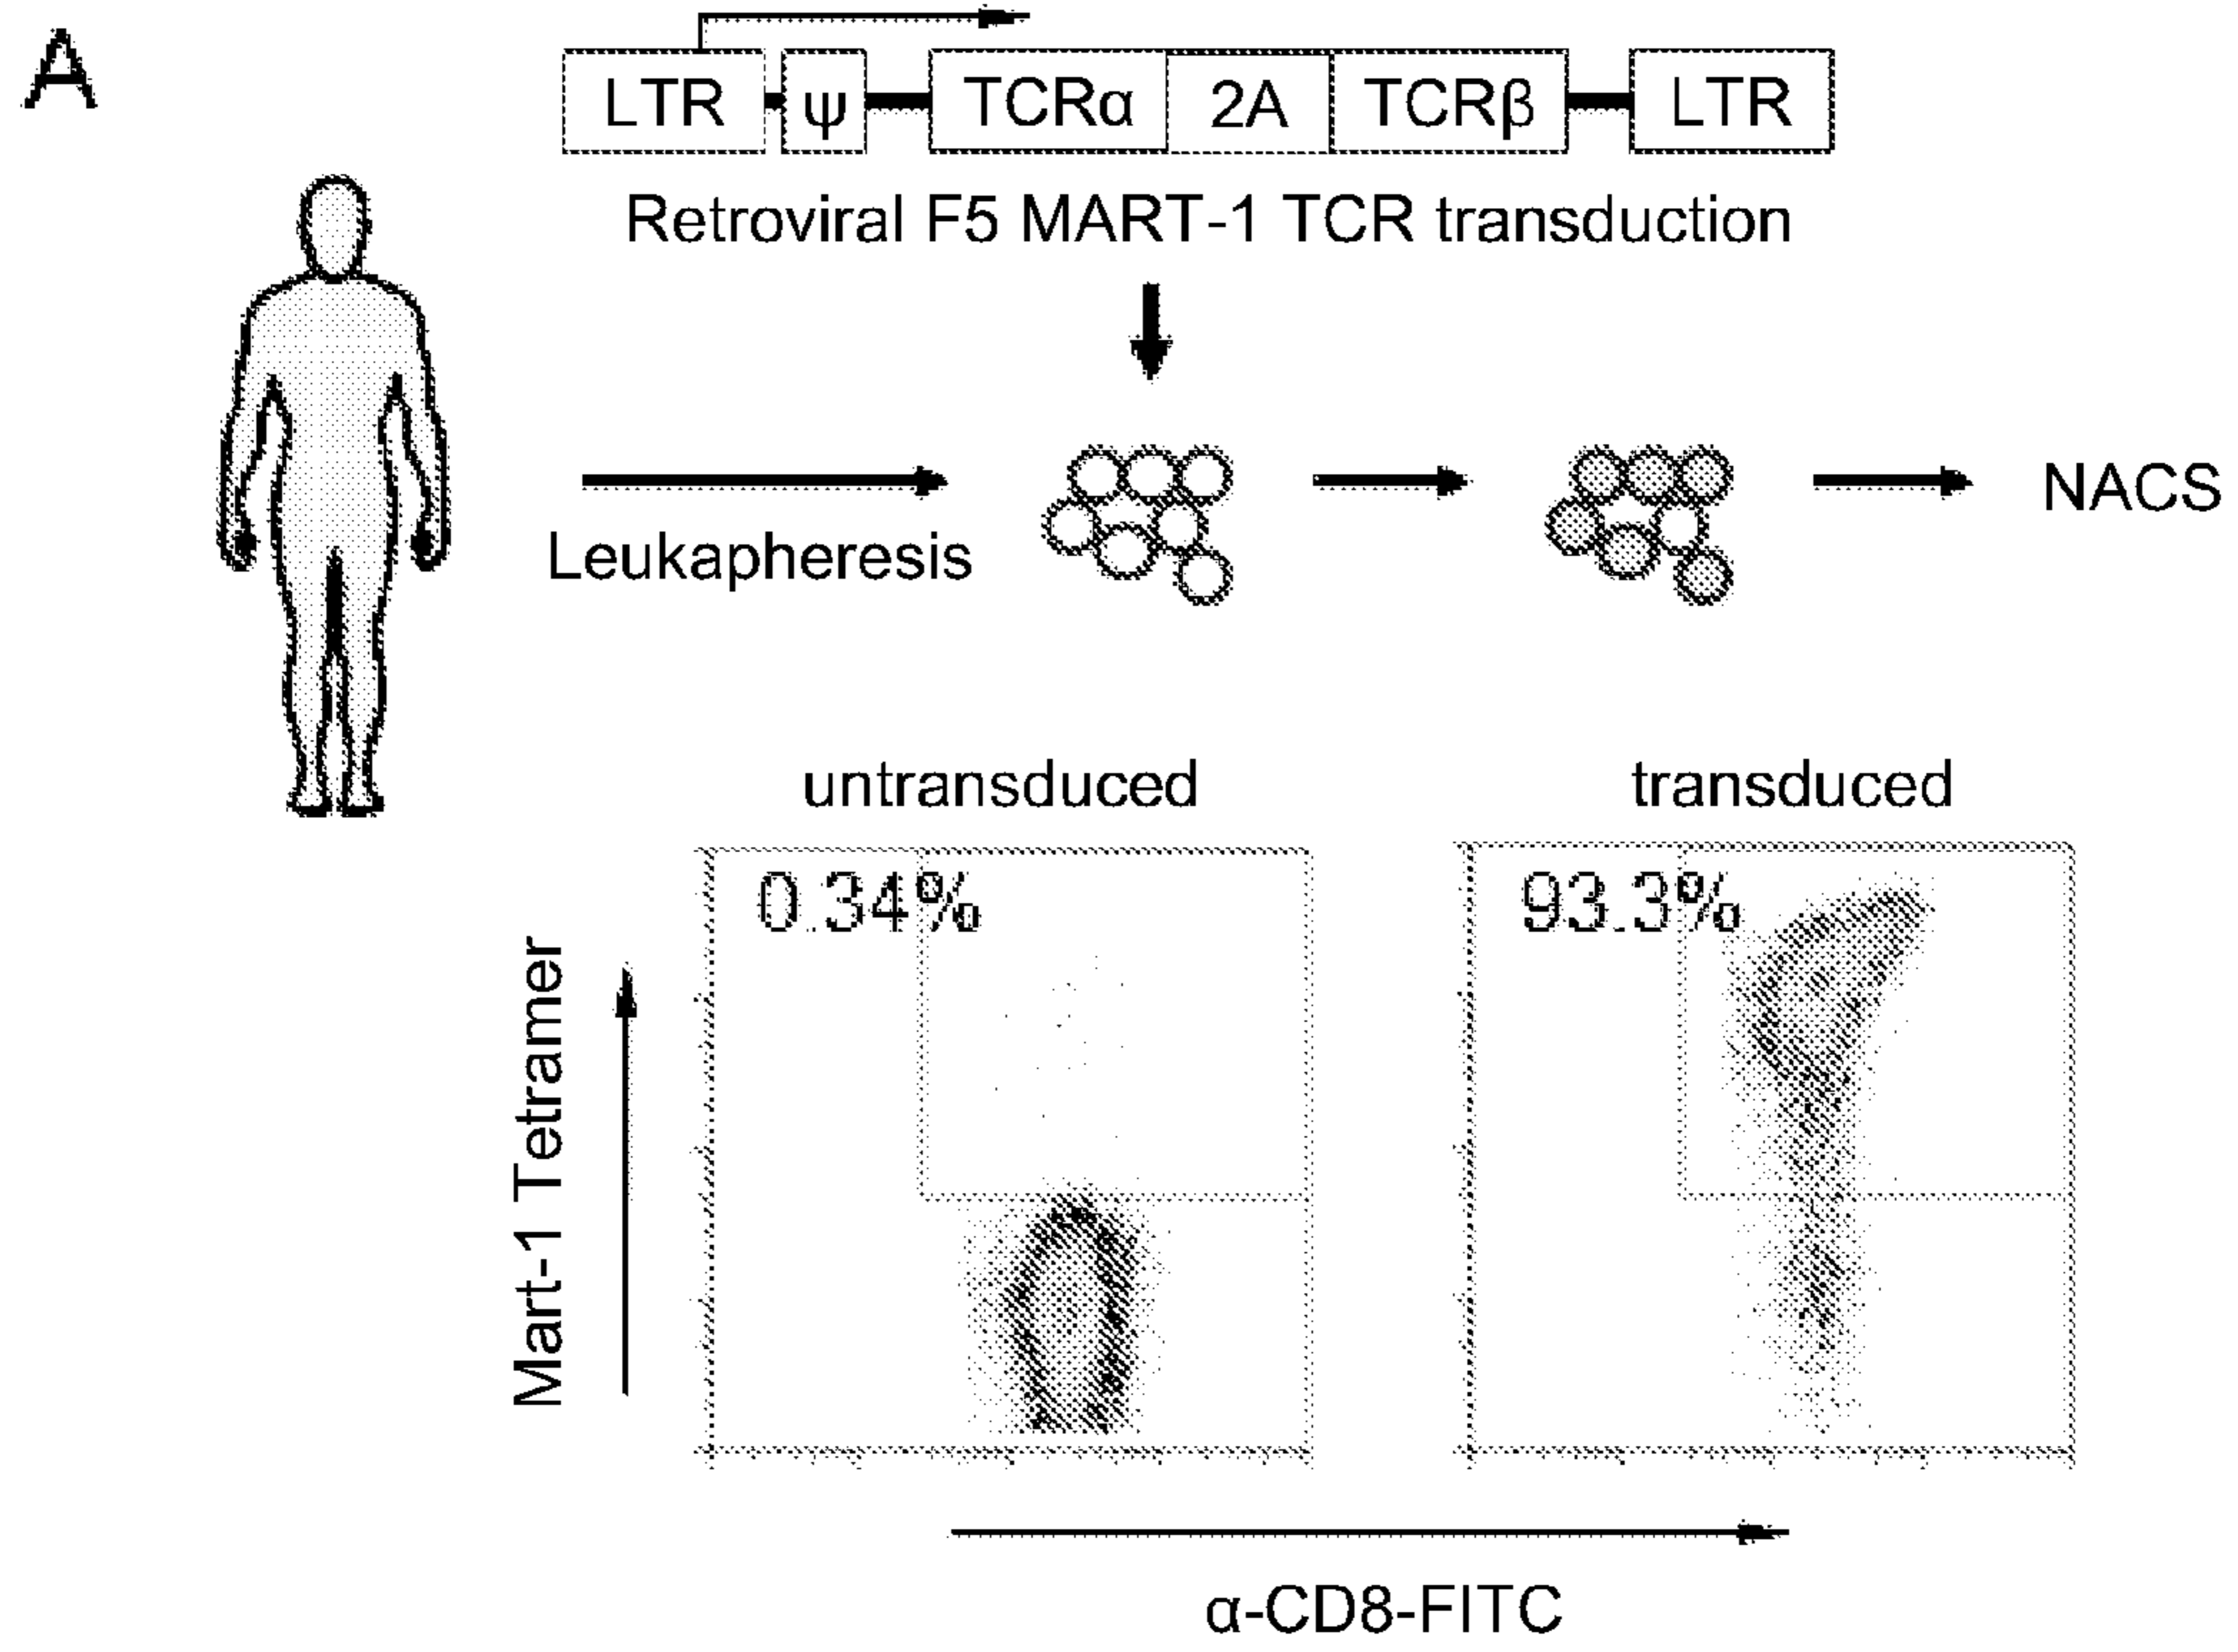 A
LTR ψ TCRα 2A TCRβ LTR
Retroviral F5 MART-1 TCR transduction
Leukapheresis
NACS
untransduced
transduced
0.34%
93.3%
Mart-1 Tetramer
α-CD8-FITC